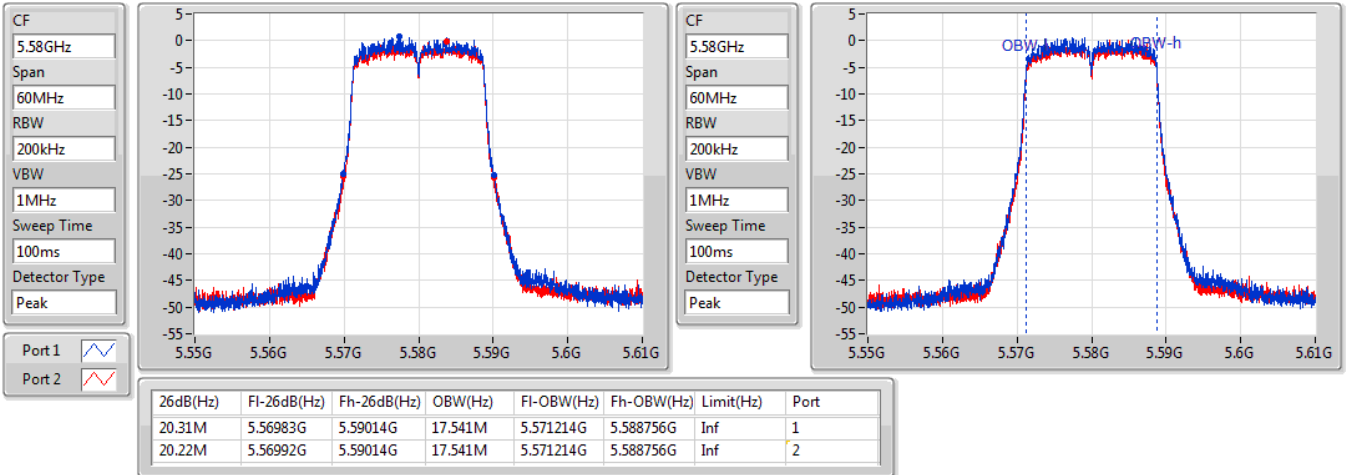 CF
5.58GHz
Span
60MHz
RBW
200kHz
VBW
1MHz
Sweep Time
100ms
Detector Type
Peak
Port 1
Port 2
5
0
-5
-10
-15
-20
-25
-30
-35
-40
-45
-50
-55
5.55G 5.56G 5.57G 5.58G 5.59G 5.6G 5.61G
CF
5.58GHz
Span
60MHz
RBW
200kHz
VBW
1MHz
Sweep Time
100ms
Detector Type
Peak
5
0
-5
-10
-15
-20
-25
-30
-35
-40
-45
-50
-55
OBW OBW-h
5.55G 5.56G 5.57G 5.58G 5.59G 5.6G 5.61G
26dB(Hz) Fl-26dB(Hz) Fh-26dB(Hz) OBW(Hz) Fl-OBW(Hz) Fh-OBW(Hz) Limit(Hz) Port
20.31M 5.56983G 5.59014G 17.541M 5.571214G 5.588756G Inf 1
20.22M 5.56992G 5.59014G 17.541M 5.571214G 5.588756G Inf 2